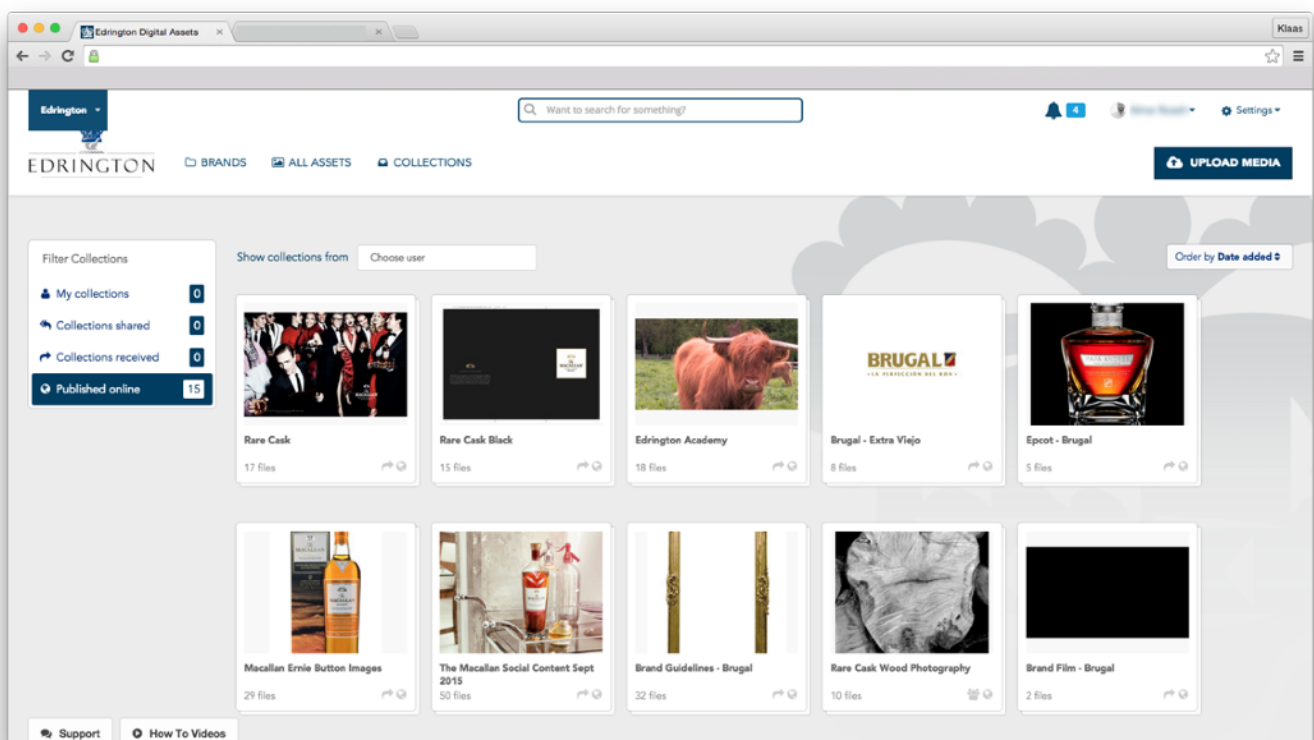 Edrington Digital Assets
Klaas
Edrington
Want to search for something?
4
Settings
EDRINGTON
BRANDS
ALL ASSETS
COLLECTIONS
UPLOAD MEDIA
Filter Collections
My collections 0
Collections shared 0
Collections received 0
Published online 15
Show collections from
Choose user
Order by Date added
Rare Cask
17 files
Rare Cask Black
15 files
Edrington Academy
18 files
BRUGAL
Brugal - Extra Viejo
8 files
Epcot - Brugal
5 files
MACALLAN
Macallan Ernie Button Images
29 files
The Macallan Social Content Sept
2015
50 files
Brand Guidelines - Brugal
32 files
Rare Cask Wood Photography
10 files
Brand Film - Brugal
2 files
Support
How To Videos